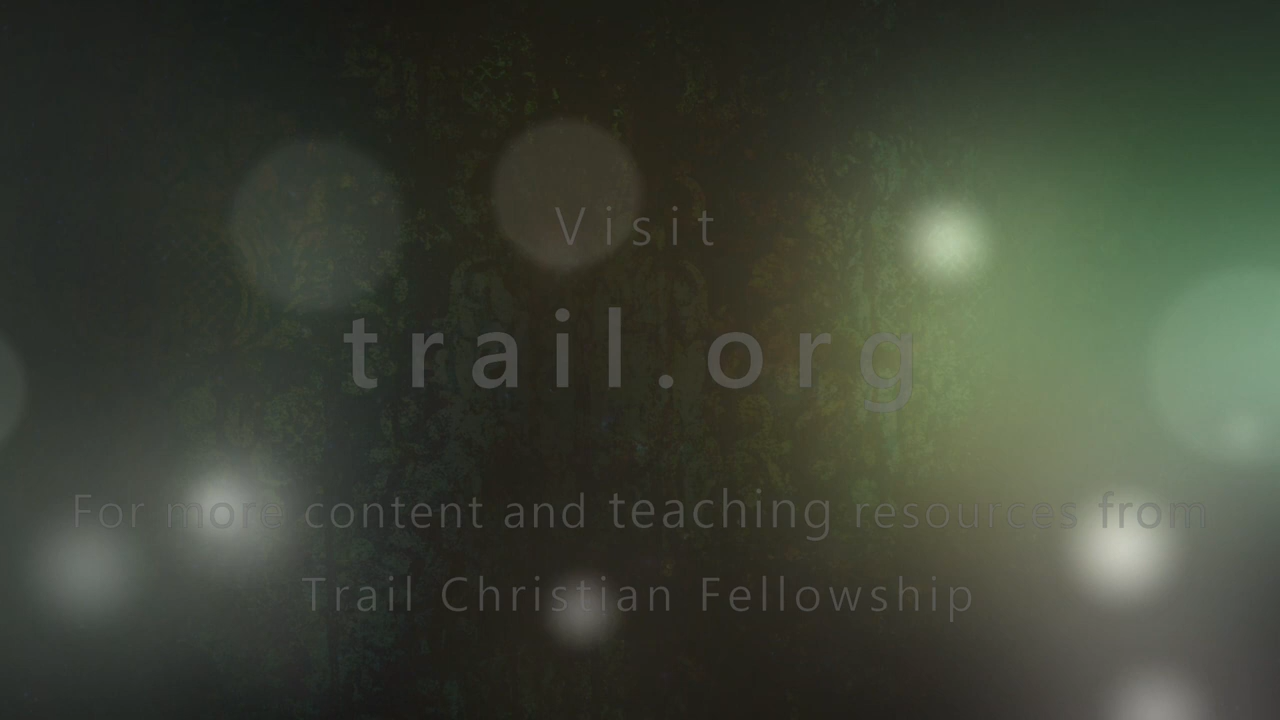 Visit
trail.org
For more content and teaching resources from
Trail Christian Fellowship